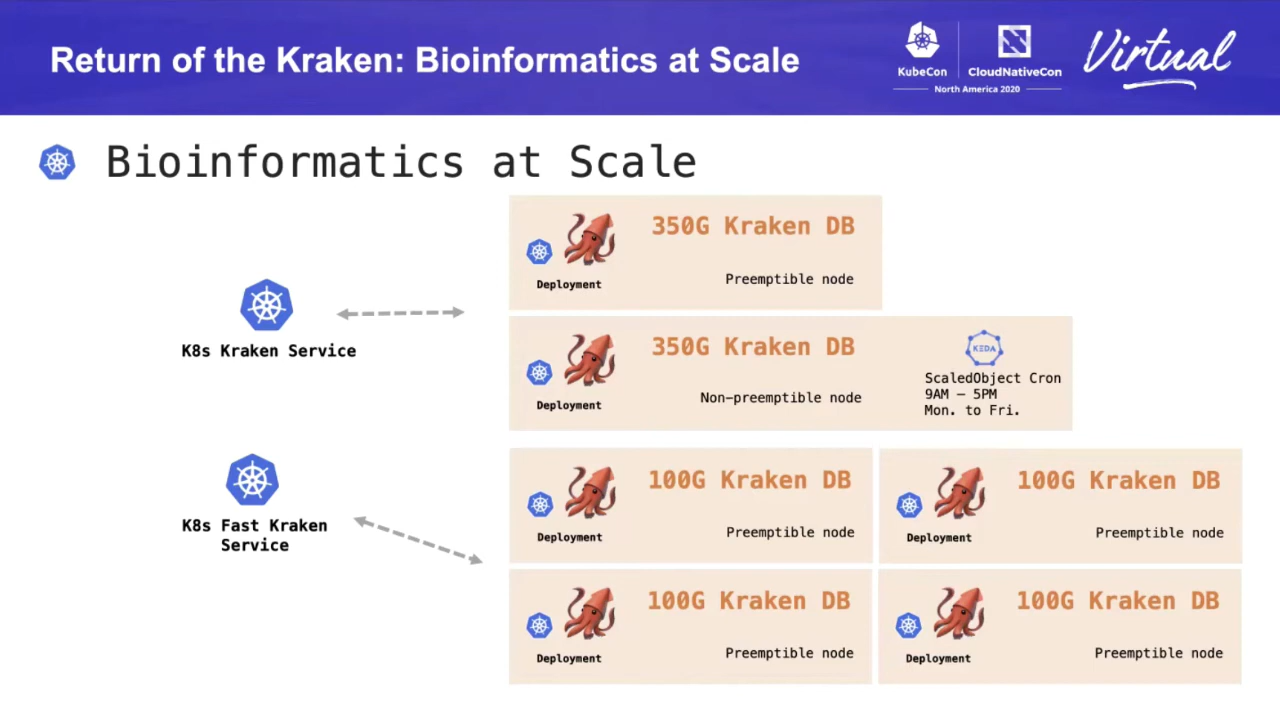 Return of the Kraken: Bioinformatics at Scale
KubeCon
CloudNativeCon
North America 2020
Virtual
Bioinformatics at Scale
350G Kraken DB
Preemptible node
Deployment
K8s Kraken Service
350G Kraken DB
Non-preemptible node
Deployment
KEDA
ScaledObject Cron
9AM – 5PM
Mon. to Fri.
K8s Fast Kraken
Service
100G Kraken DB
Preemptible node
Deployment
100G Kraken DB
Preemptible node
Deployment
100G Kraken DB
Preemptible node
Deployment
100G Kraken DB
Preemptible node
Deployment